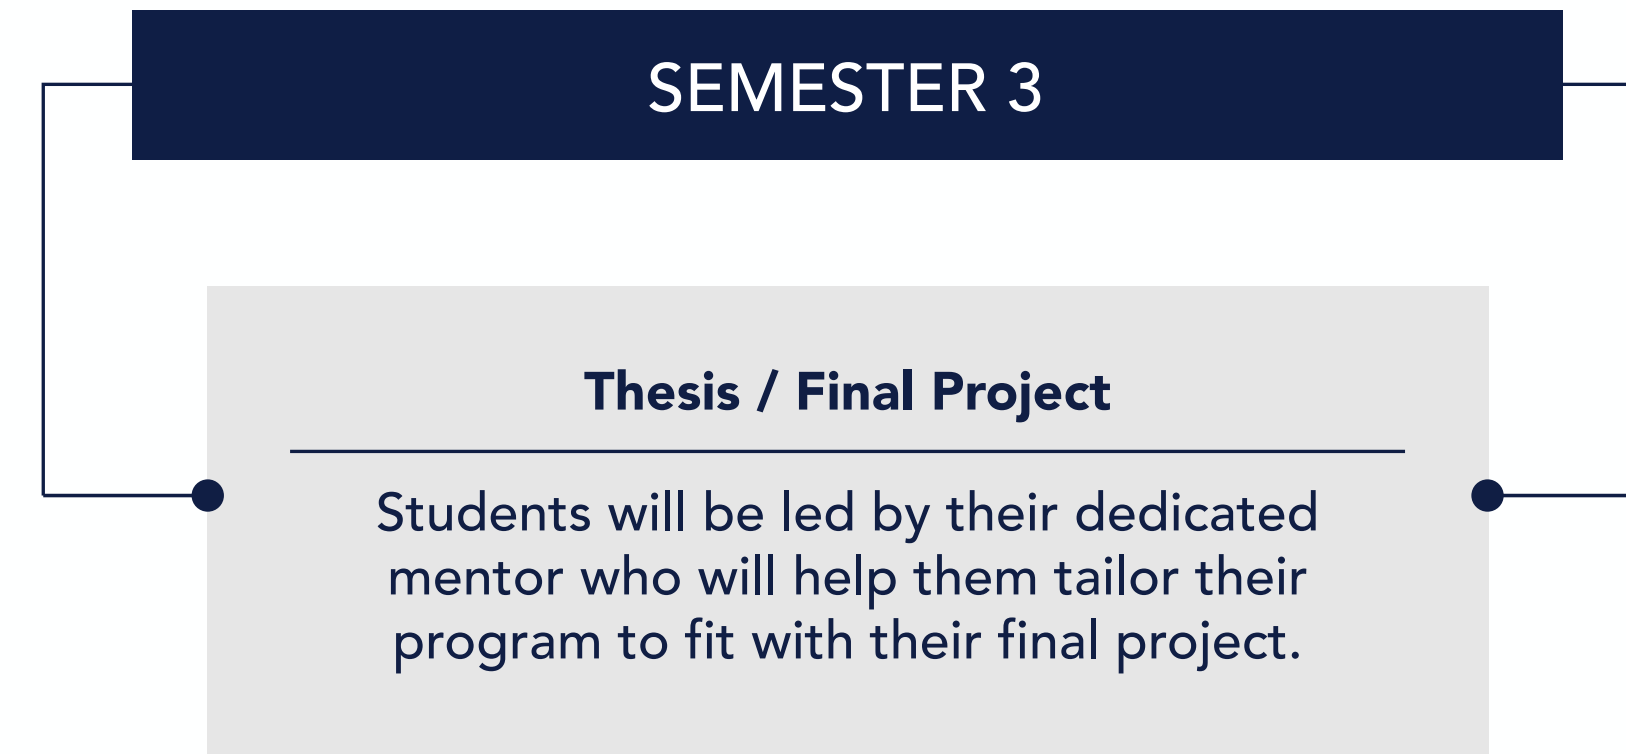 SEMESTER 3
Thesis / Final Project
Students will be led by their dedicated
mentor who will help them tailor their
program to fit with their final project.